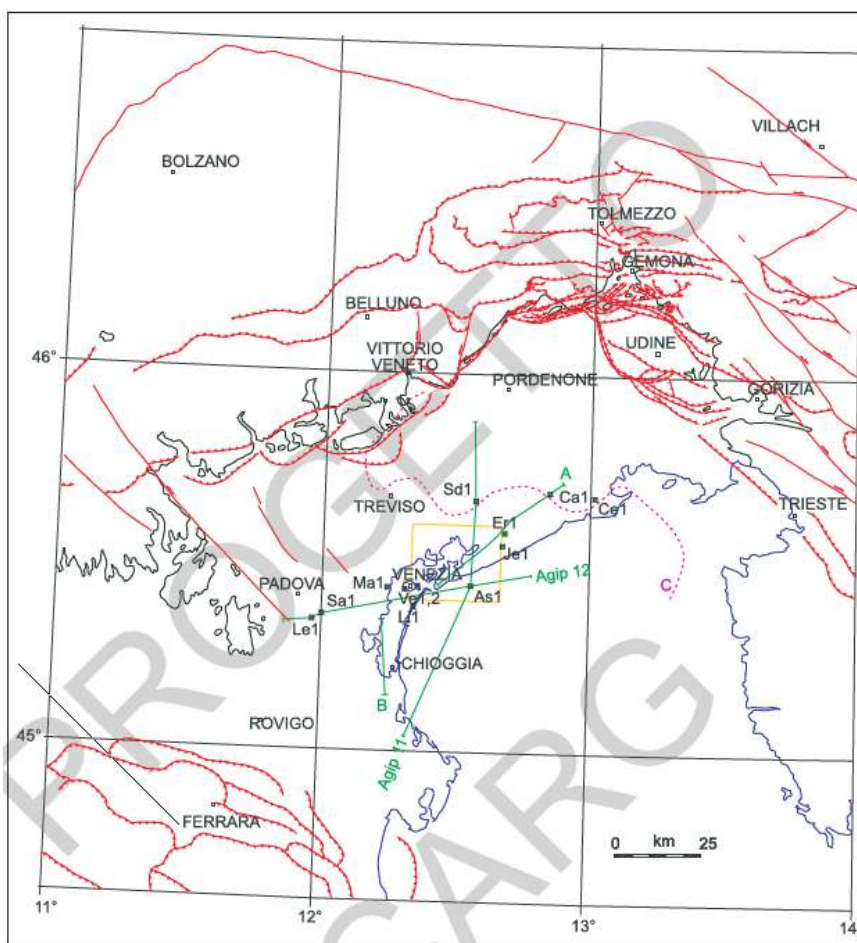 VILLACH
BOLZANO
TOLMEZZO
GEMONA
BELLUNO
UDINE
VITTORIO
VENETO
46°
PORDENONE
GORIZIA
A
Sd1
TREVISO
Ca1
Ce1
TRIESTE
Er1
Je1
PADOVA
Ma1
VENEZIA
Agip 12
Sa1
Ve1,2
As1
C
Le1
L1
CHIOGGIA
B
ROVIGO
45°
Agip 11
FERRARA
0 km 25
11°
12°
13°
14
PROGETTO
CARG